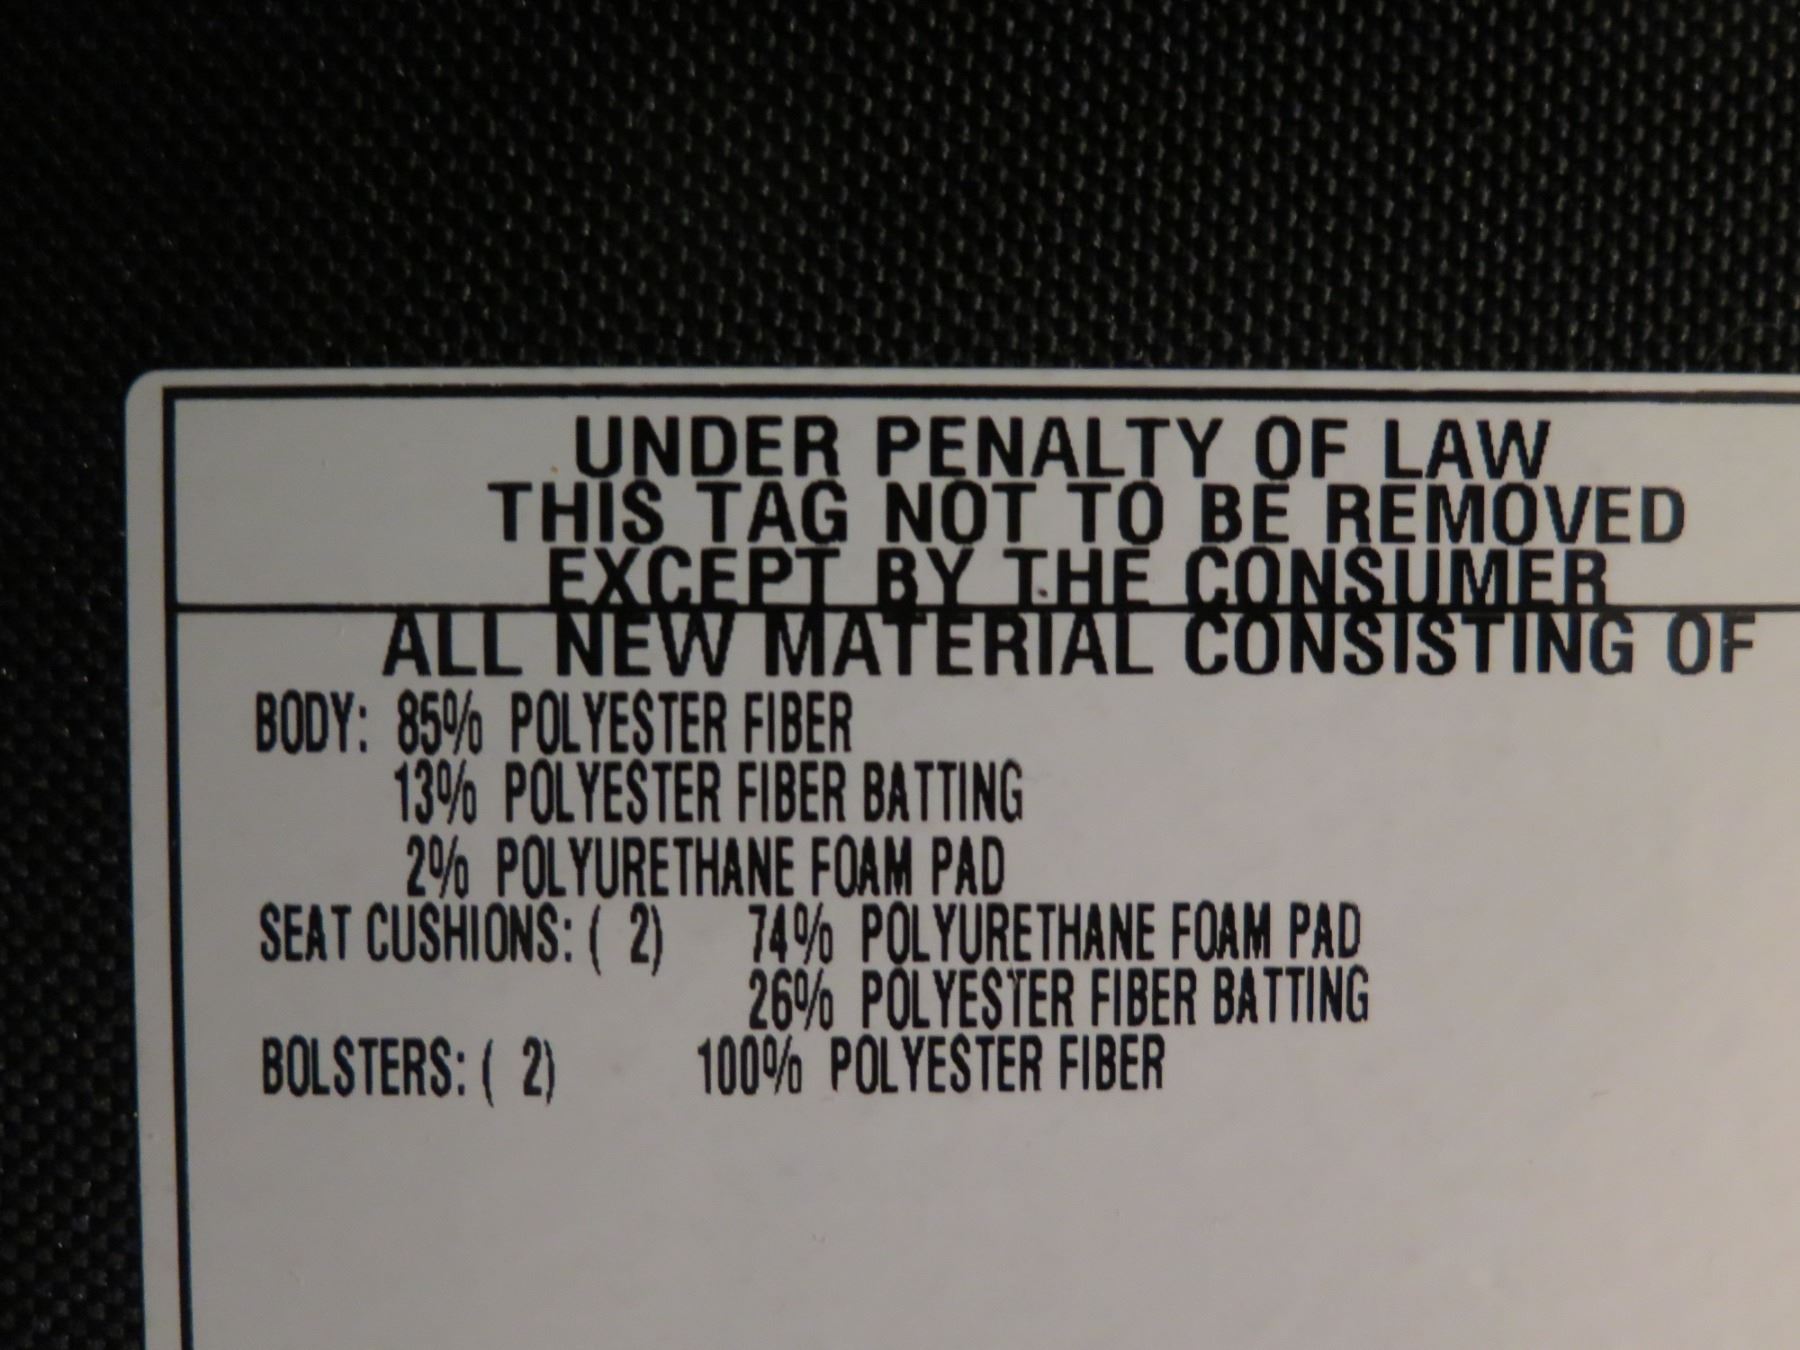 UNDER PENALTY OF LAW
THIS TAG NOT TO BE REMOVED
EXCEPT BY THE CONSUMER
ALL NEW MATERIAL CONSISTING OF
BODY: 85% POLYESTER FIBER
13% POLYESTER FIBER BATTING
2% POLYURETHANE FOAM PAD
SEAT CUSHIONS: ( 2) 74% POLYURETHANE FOAM PAD
26% POLYESTER FIBER BATTING
BOLSTERS: ( 2) 100% POLYESTER FIBER